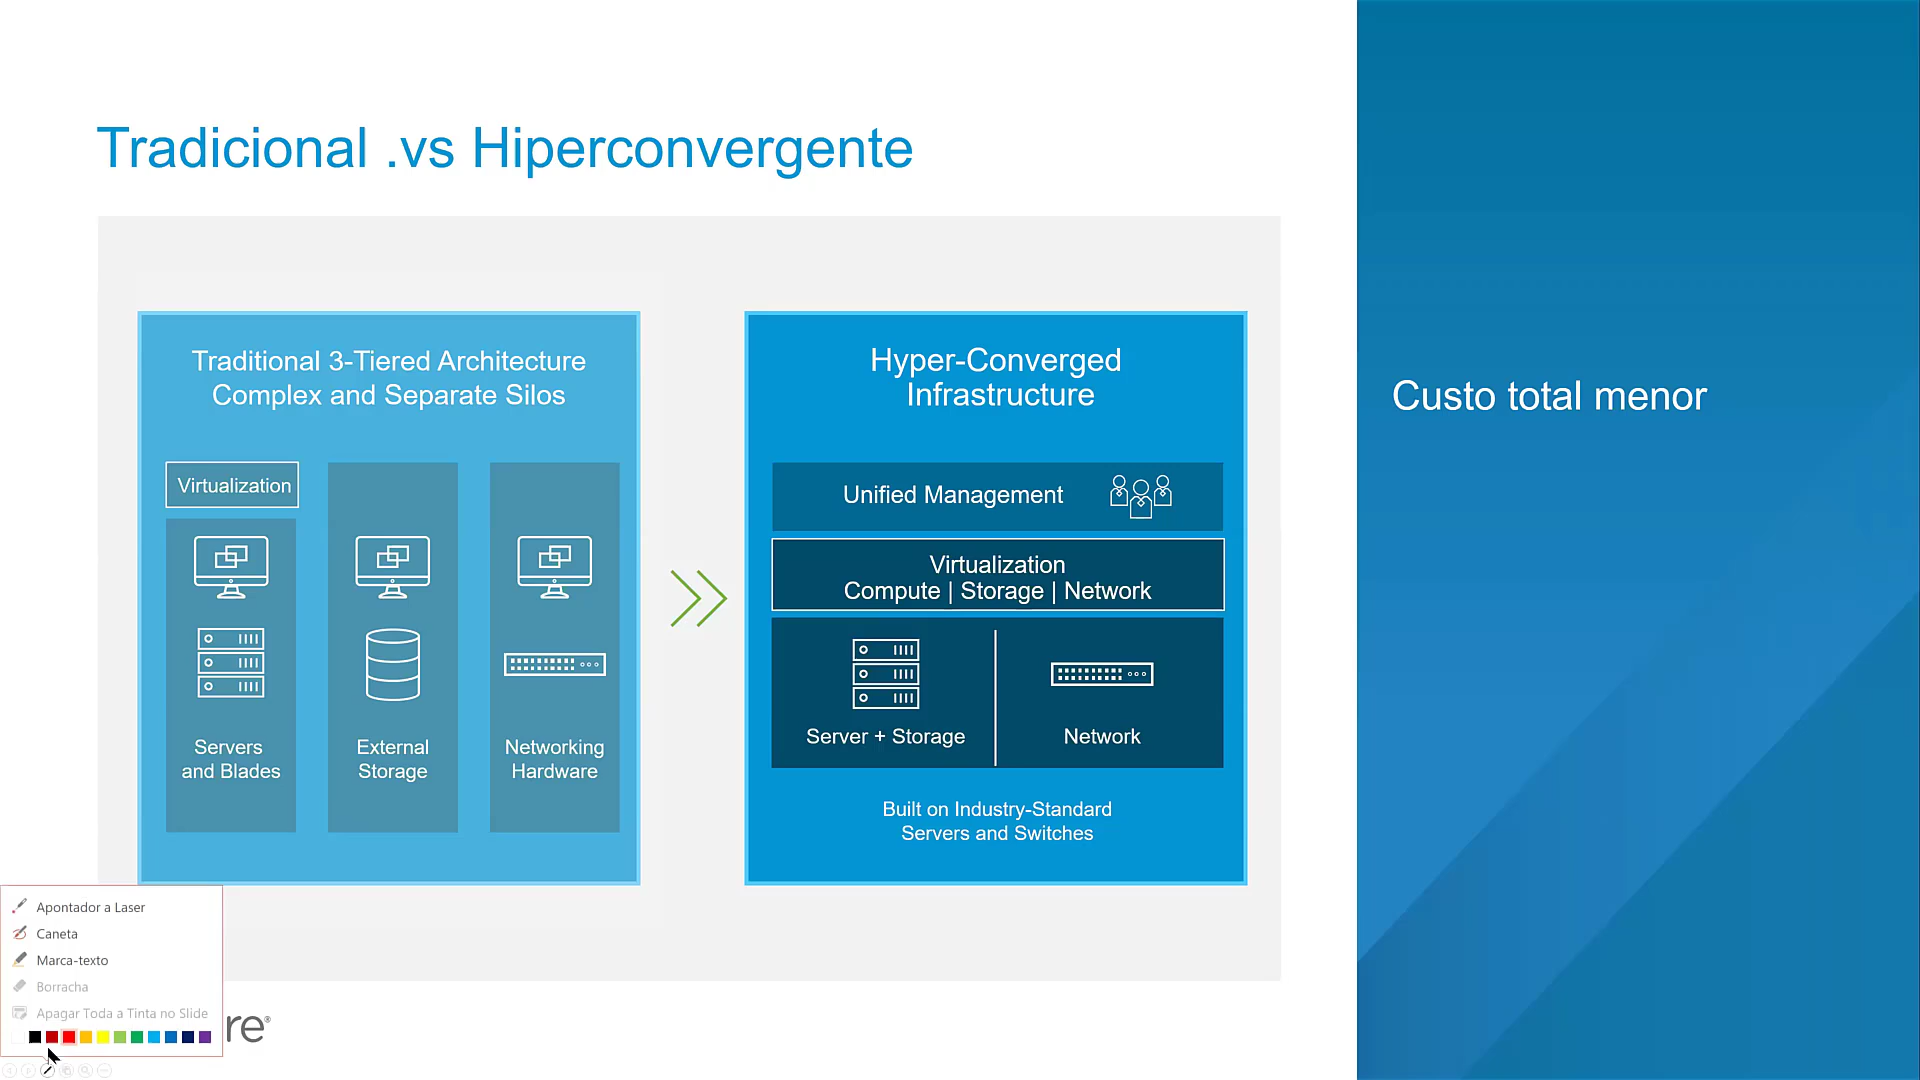 Tradicional .vs Hiperconvergente
Traditional 3-Tiered Architecture
Complex and Separate Silos
Virtualization
Servers
and Blades
External
Storage
Networking
Hardware
Hyper-Converged
Infrastructure
Unified Management
Virtualization
Compute | Storage | Network
Server + Storage
Network
Built on Industry-Standard
Servers and Switches
Custo total menor
Apontador a Laser
Caneta
Marca-texto
Borracha
Apagar Toda a Tinta no Slide
re®